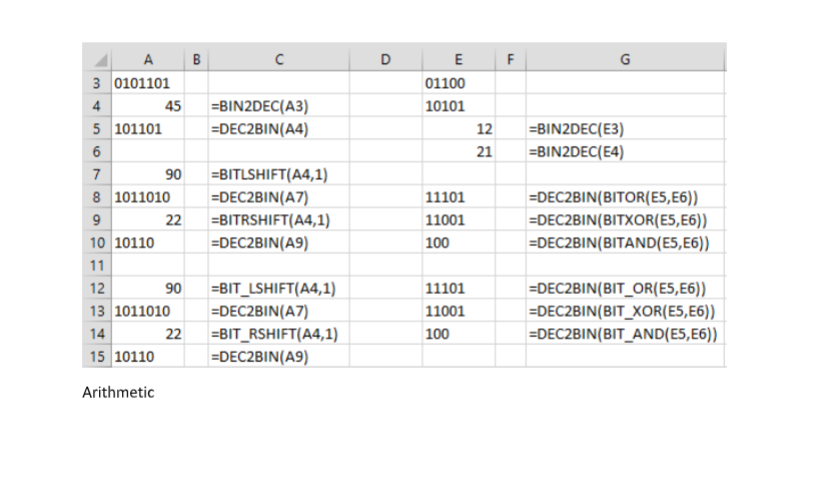 A B C D E F G
3 0101101 01100
4 45 =BIN2DEC(A3) 10101
5 101101 =DEC2BIN(A4) 12 =BIN2DEC(E3)
6 21 =BIN2DEC(E4)
7 90 =BITLSHIFT(A4,1)
8 1011010 =DEC2BIN(A7) 11101 =DEC2BIN(BITOR(E5,E6))
9 22 =BITRSHIFT(A4,1) 11001 =DEC2BIN(BITXOR(E5,E6))
10 10110 =DEC2BIN(A9) 100 =DEC2BIN(BITAND(E5,E6))
11
12 90 =BIT_LSHIFT(A4,1) 11101 =DEC2BIN(BIT_OR(E5,E6))
13 1011010 =DEC2BIN(A7) 11001 =DEC2BIN(BIT_XOR(E5,E6))
14 22 =BIT_RSHIFT(A4,1) 100 =DEC2BIN(BIT_AND(E5,E6))
15 10110 =DEC2BIN(A9)
Arithmetic